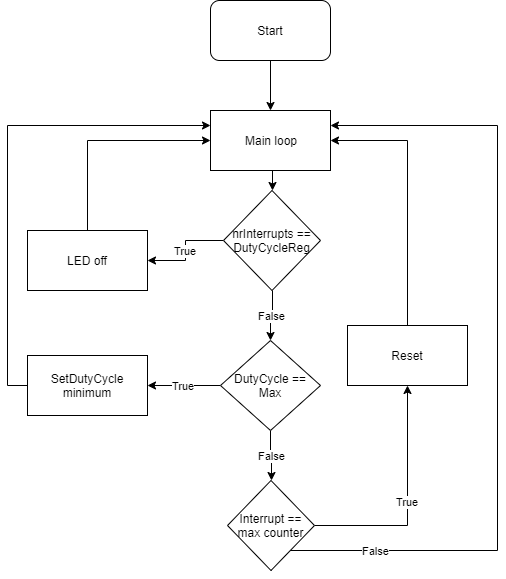 Start
Main loop
nrInterrupts ==
DutyCycleReg
True
LED off
False
DutyCycle ==
Max
True
SetDutyCycle
minimum
Reset
False
Interrupt ==
max counter
True
False